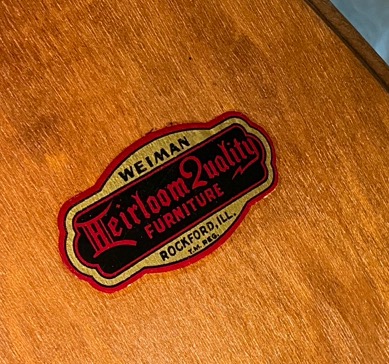 WEIMAN
Heirloom Quality
FURNITURE
ROCKFORD, ILL.
T.M. REG.